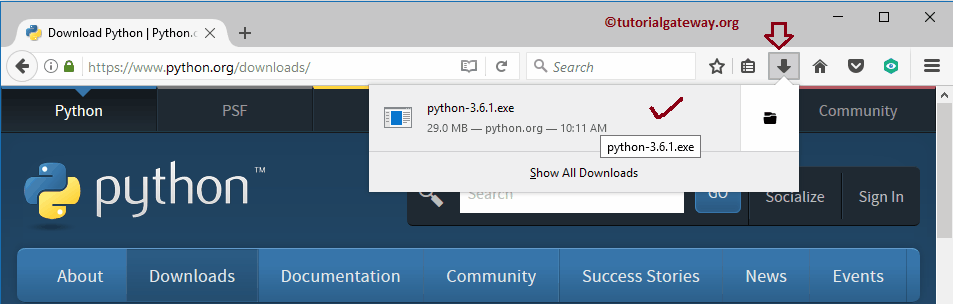 ©tutorialgateway.org
Download Python | Python.o
https://www.python.org/downloads/
Search
Python
PSF
Community
python-3.6.1.exe
29.0 MB — python.org — 10:11 AM
python-3.6.1.exe
Show All Downloads
python™
Search
GO
Socialize
Sign In
About
Downloads
Documentation
Community
Success Stories
News
Events